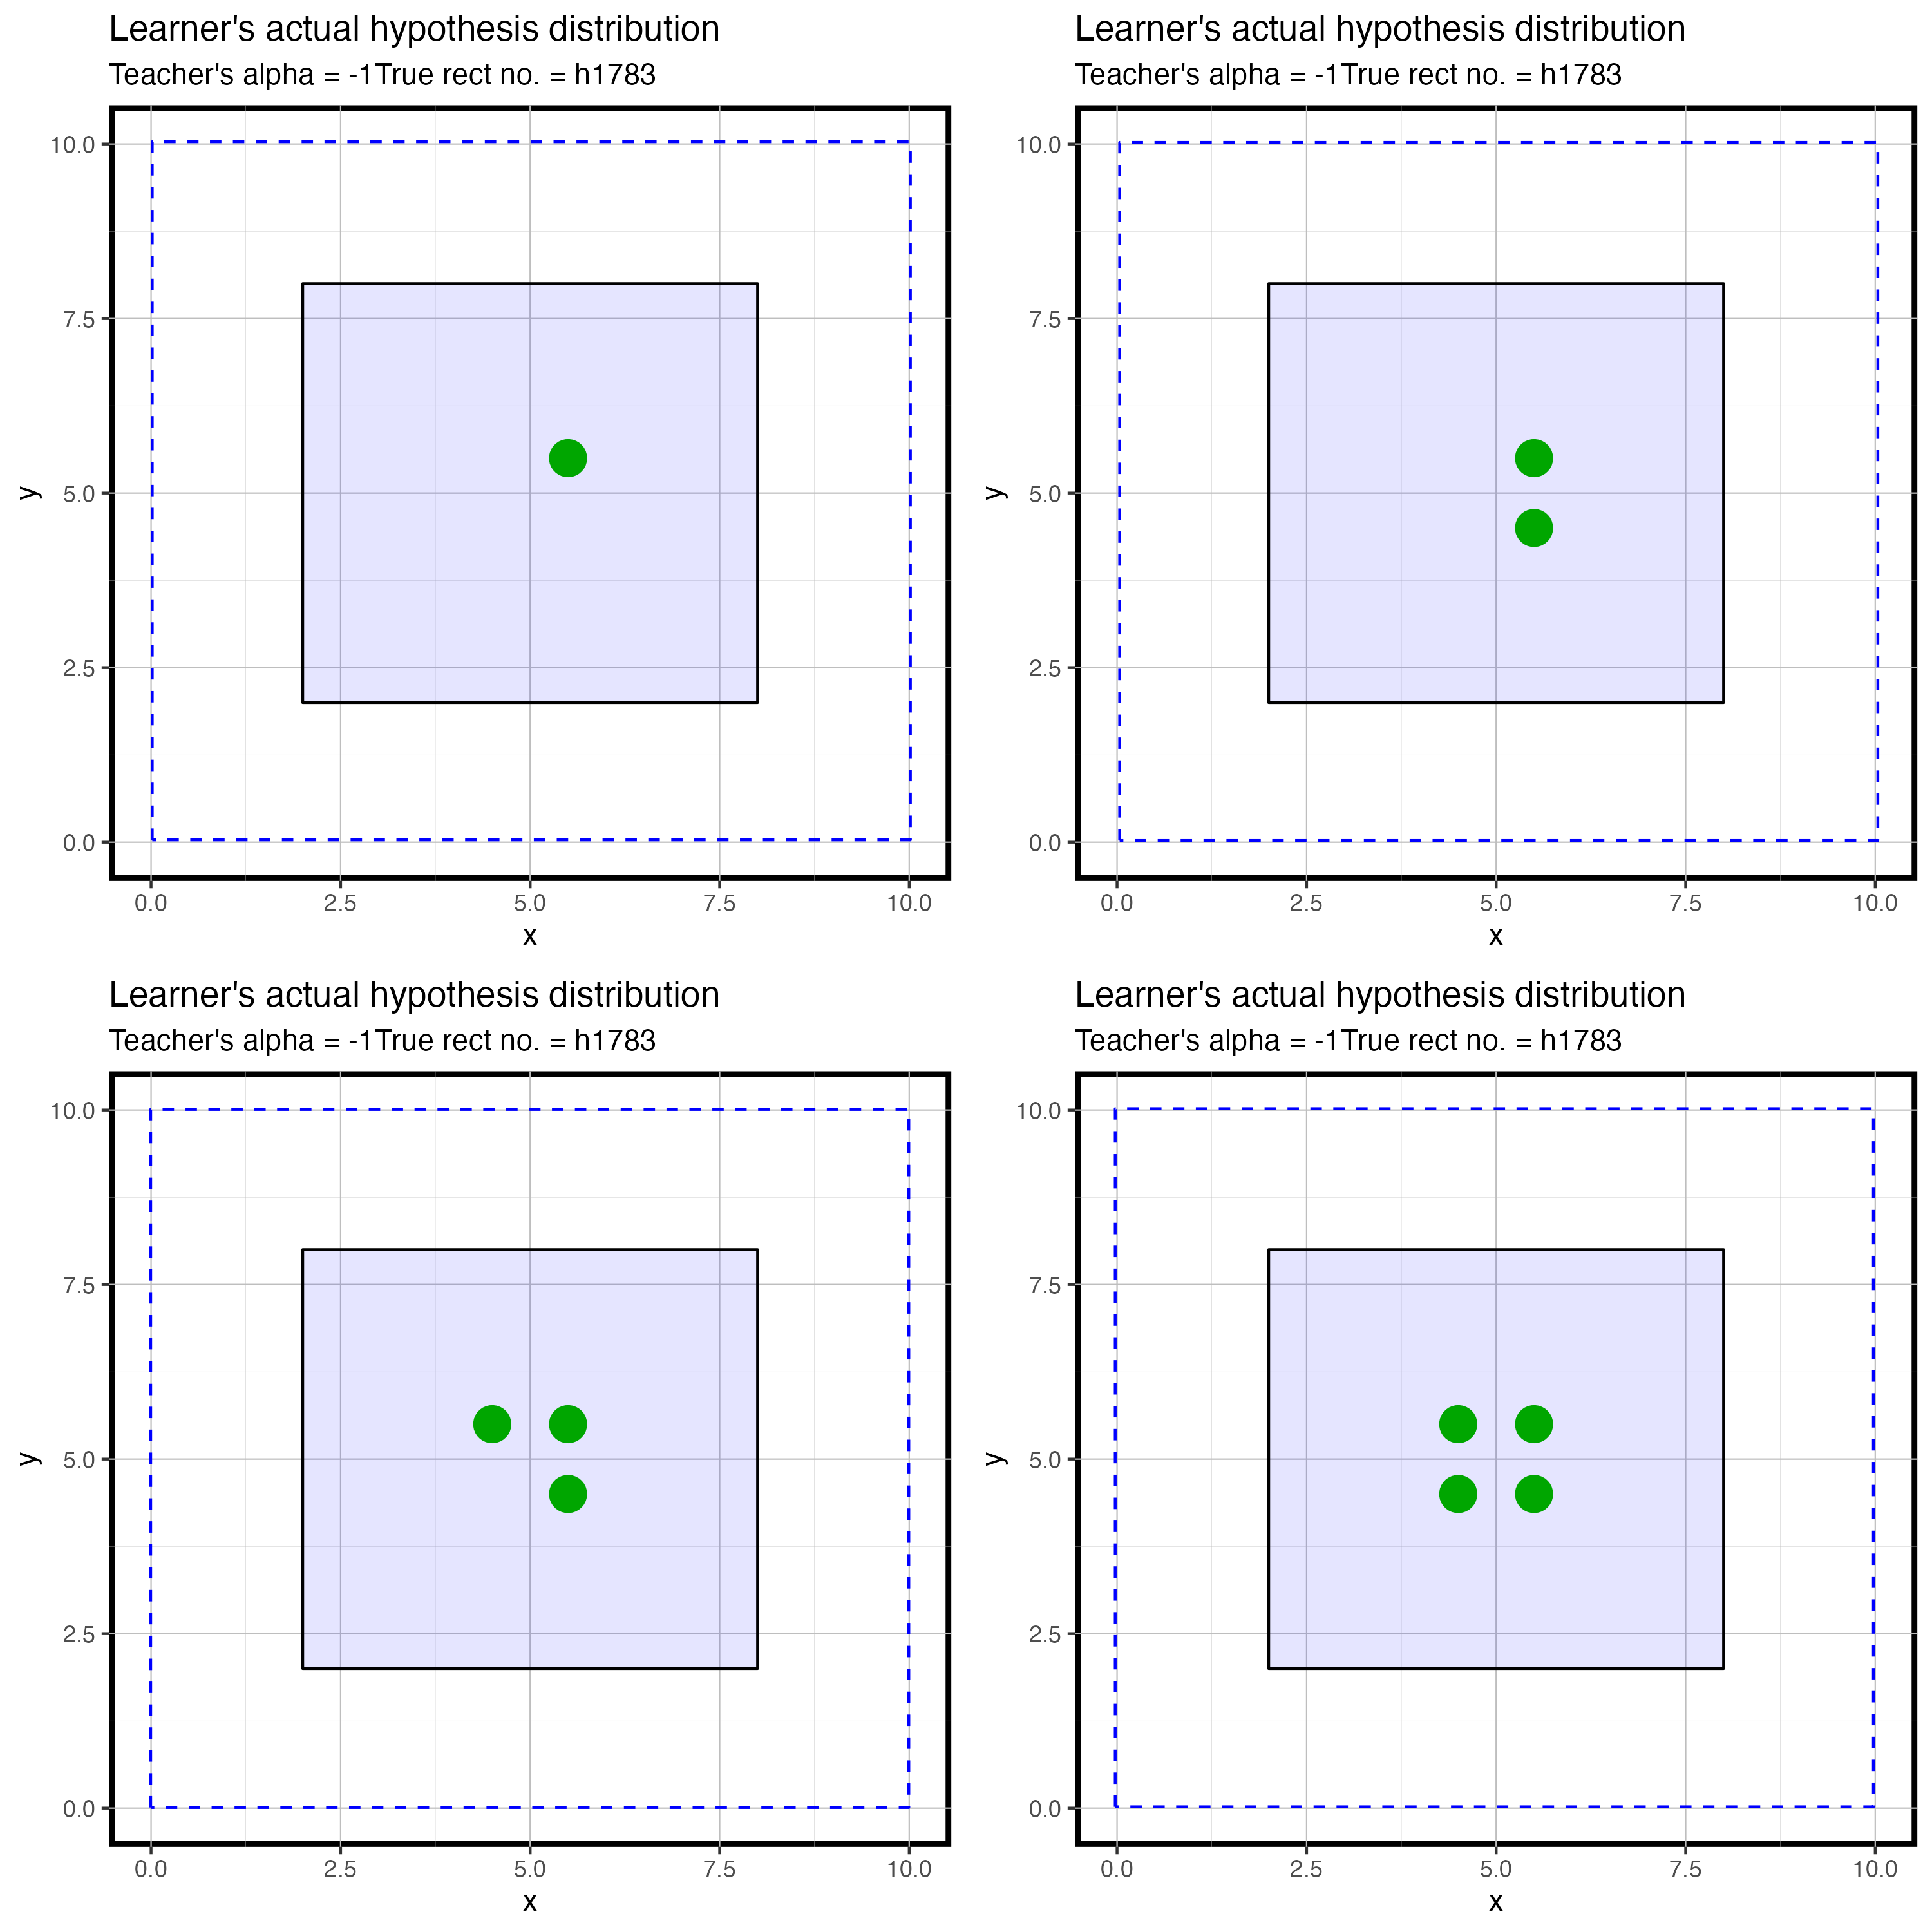 Learner's actual hypothesis distribution
Teacher's alpha = -1True rect no. = h1783
10.0
7.5
5.0
2.5
0.0
y
0.0 2.5 5.0 7.5 10.0
x
Learner's actual hypothesis distribution
Teacher's alpha = -1True rect no. = h1783
10.0
7.5
5.0
2.5
0.0
y
0.0 2.5 5.0 7.5 10.0
x
Learner's actual hypothesis distribution
Teacher's alpha = -1True rect no. = h1783
10.0
7.5
5.0
2.5
0.0
y
0.0 2.5 5.0 7.5 10.0
x
Learner's actual hypothesis distribution
Teacher's alpha = -1True rect no. = h1783
10.0
7.5
5.0
2.5
0.0
y
0.0 2.5 5.0 7.5 10.0
x